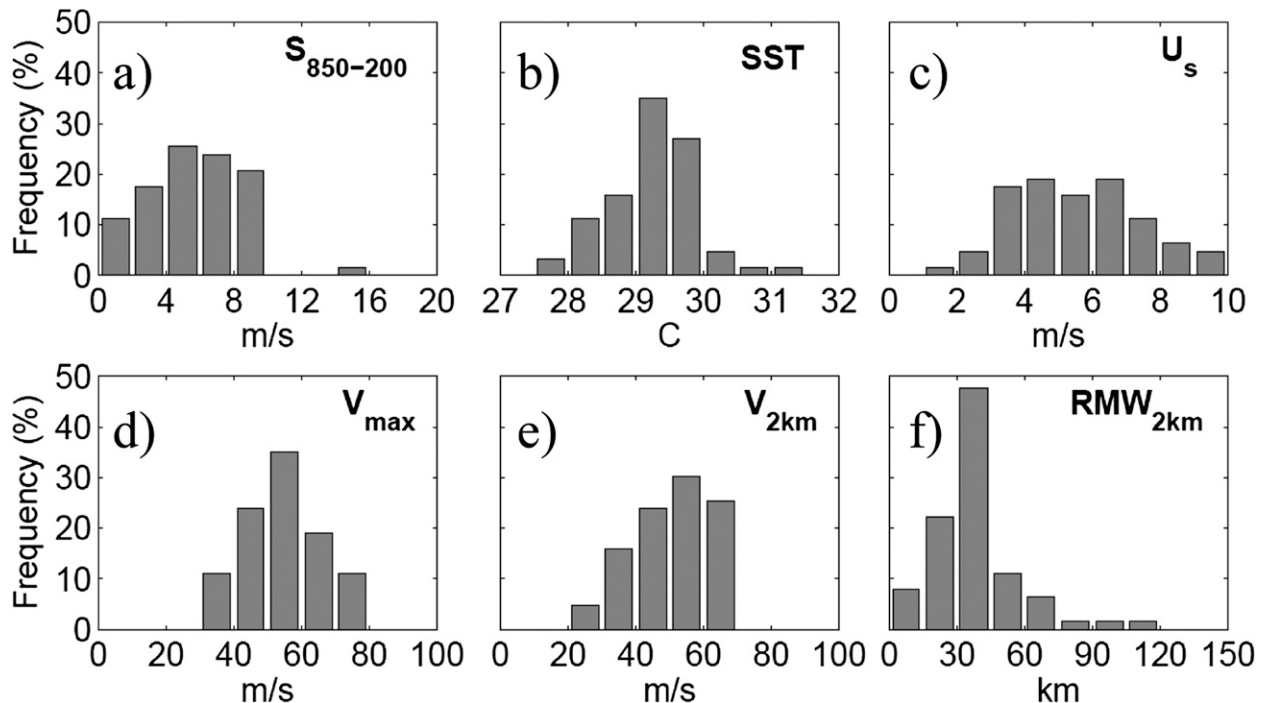 50
40
30
20
10
0
Frequency (%)
a)
S850−200
0 4 8 12 16 20
m/s
b)
SST
27 28 29 30 31 32
C
c)
Us
0 2 4 6 8 10
m/s
50
40
30
20
10
0
Frequency (%)
d)
Vmax
0 20 40 60 80 100
m/s
e)
V2km
0 20 40 60 80 100
m/s
f)
RMW2km
0 30 60 90 120 150
km